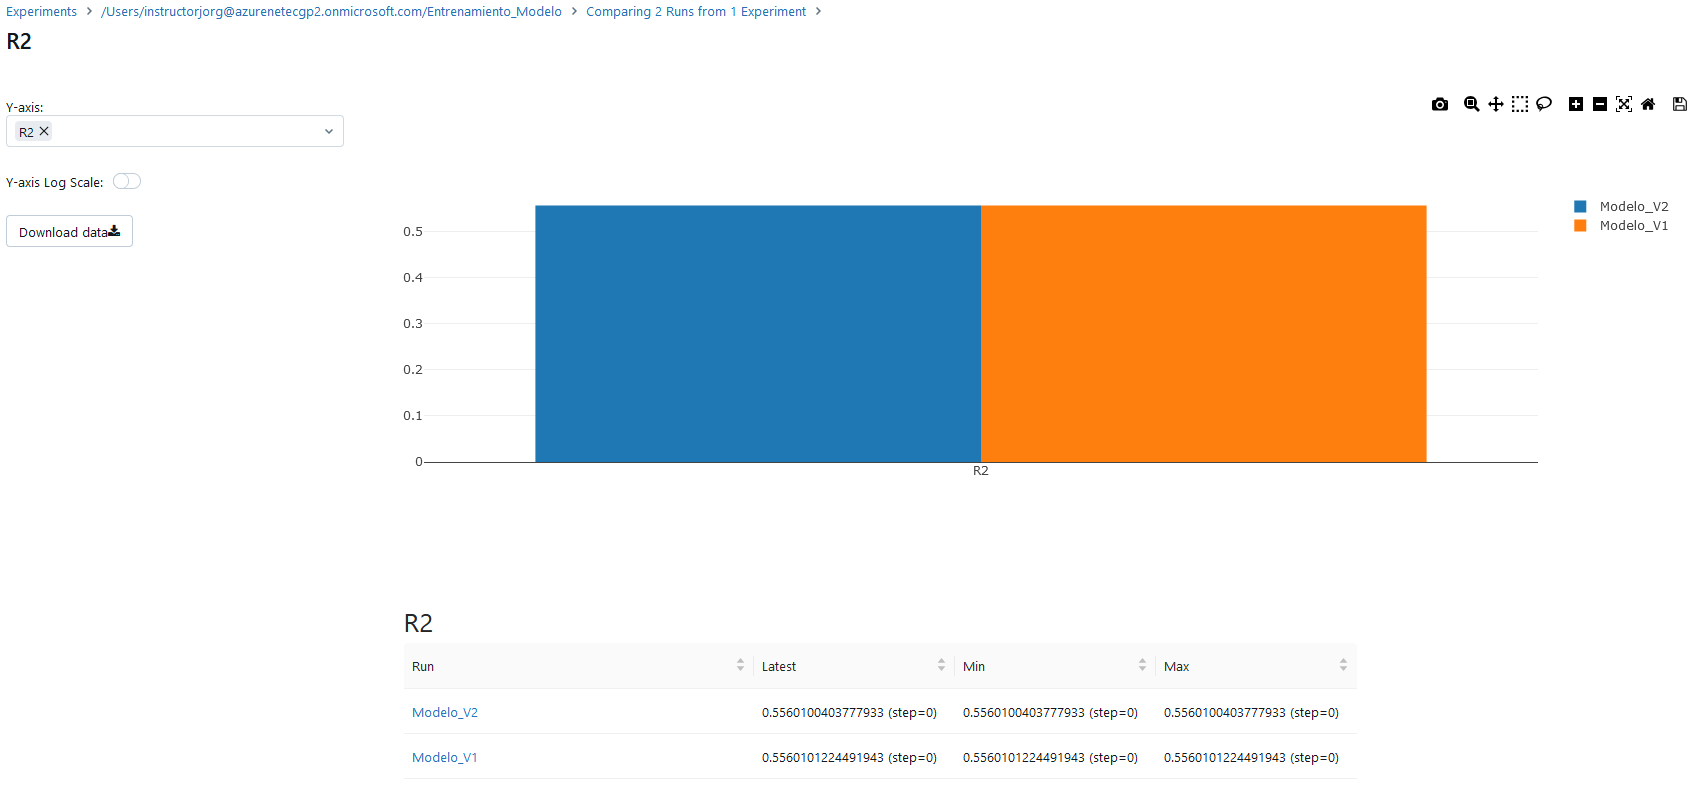 Experiments > /Users/instructorjorg@azurenetecgp2.onmicrosoft.com/Entrenamiento_Modelo > Comparing 2 Runs from 1 Experiment >
R2
Y-axis:
R2
Y-axis Log Scale:
Download data
0.5
0.4
0.3
0.2
0.1
0
R2
Modelo_V2
Modelo_V1
R2
Run Latest Min Max
Modelo_V2 0.5560100403777933 (step=0) 0.5560100403777933 (step=0) 0.5560100403777933 (step=0)
Modelo_V1 0.5560101224491943 (step=0) 0.5560101224491943 (step=0) 0.5560101224491943 (step=0)